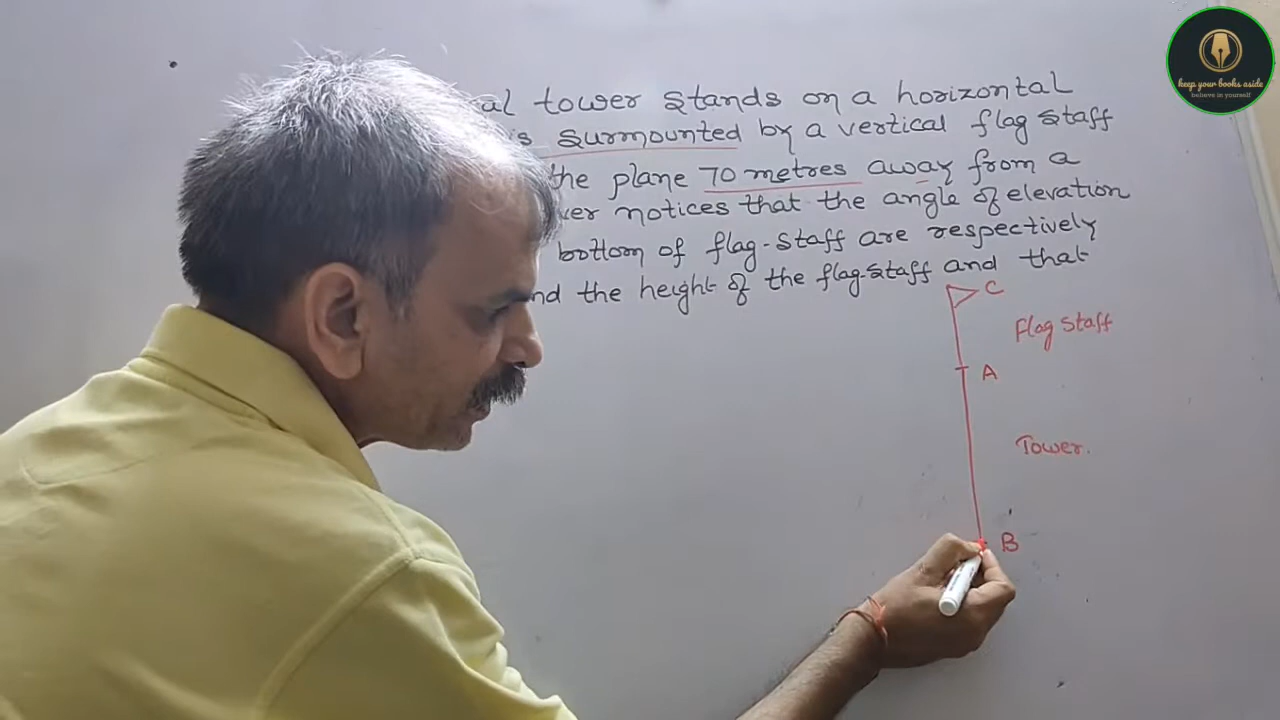 al tower stands on a horizontal
is surmounted by a vertical flag staff
the plane 70 metres away from a
ver notices that the angle of elevation
bottom of flag-staff are respectively
nd the height of the flag-staff and that
C
Flag staff
A
Tower.
B
keep your books aside
believe in yourself